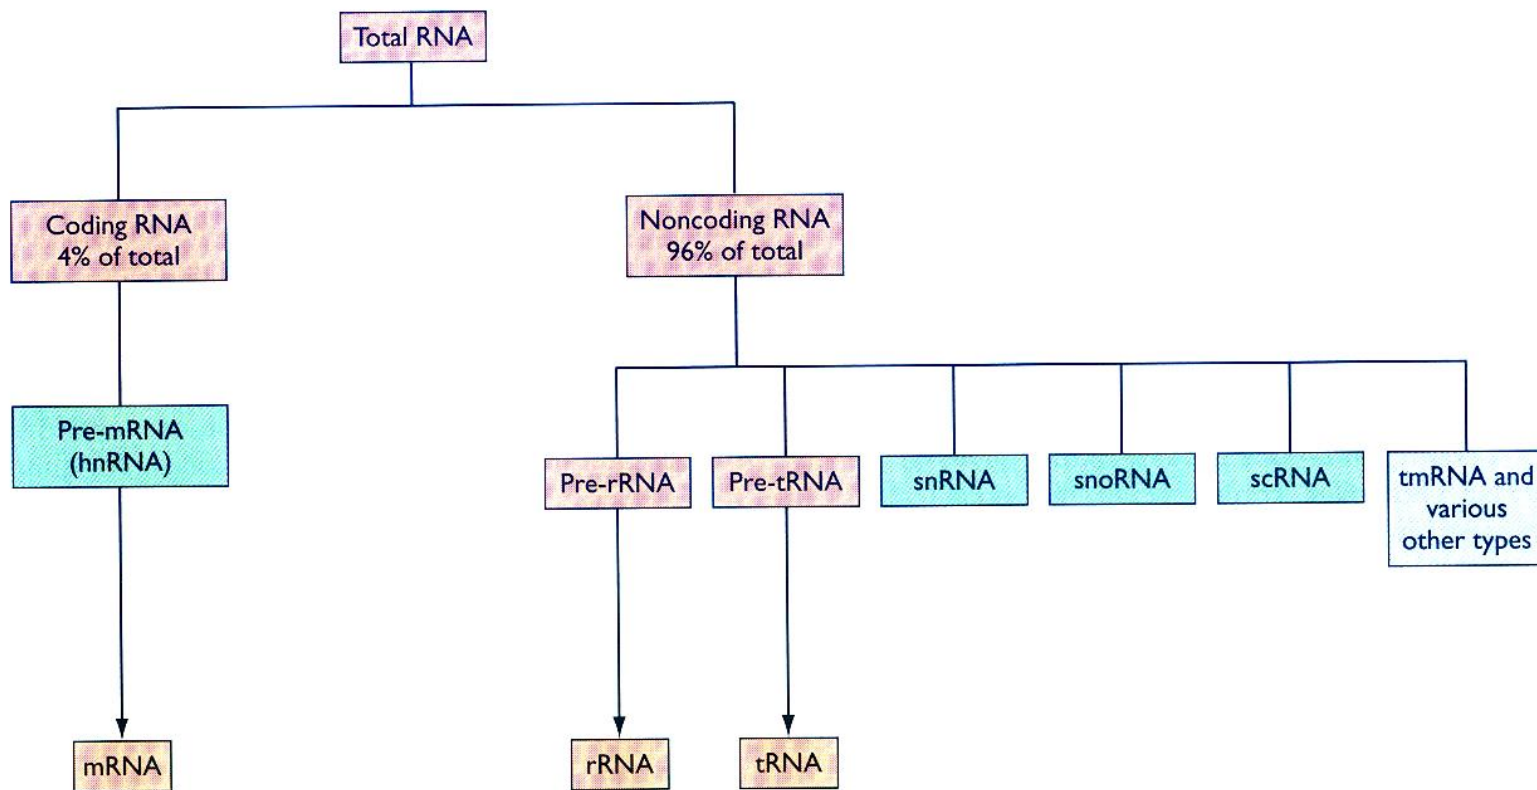 Total RNA
Coding RNA
4% of total
Noncoding RNA
96% of total
Pre-mRNA
(hnRNA)
Pre-rRNA
Pre-tRNA
snRNA
snoRNA
scRNA
tmRNA and
various
other types
mRNA
rRNA
tRNA